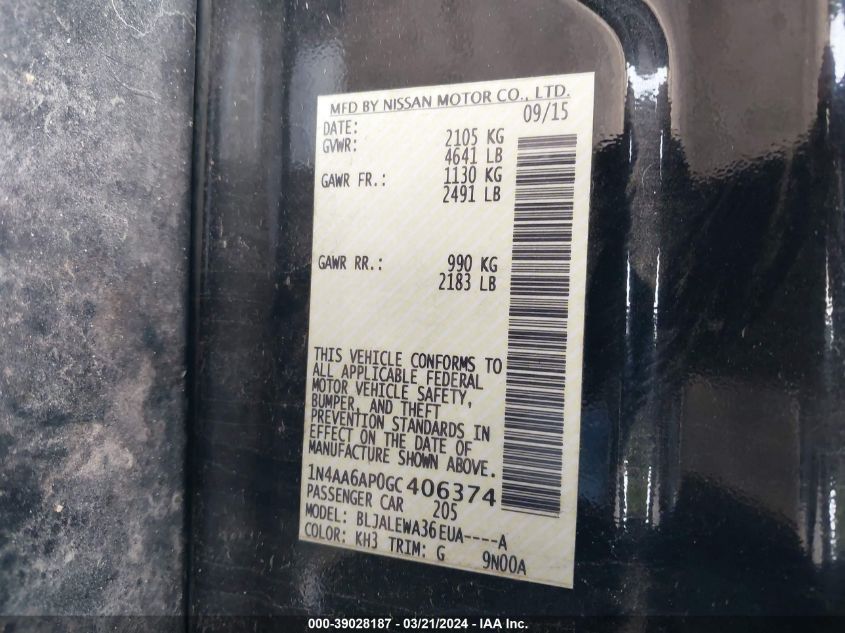 MFD BY NISSAN MOTOR CO., LTD.
DATE: 09/15
GVWR: 2105 KG
4641 LB
GAWR FR.: 1130 KG
2491 LB
GAWR RR.: 990 KG
2183 LB
THIS VEHICLE CONFORMS TO
ALL APPLICABLE FEDERAL
MOTOR VEHICLE SAFETY,
BUMPER, AND THEFT
PREVENTION STANDARDS IN
EFFECT ON THE DATE OF
MANUFACTURE SHOWN ABOVE.
1N4AA6AP0GC406374
PASSENGER CAR 205
MODEL: BLJALEWA36EUA----A
COLOR: KH3 TRIM: G 9N00A
000-39028187 - 03/21/2024 - IAA Inc.